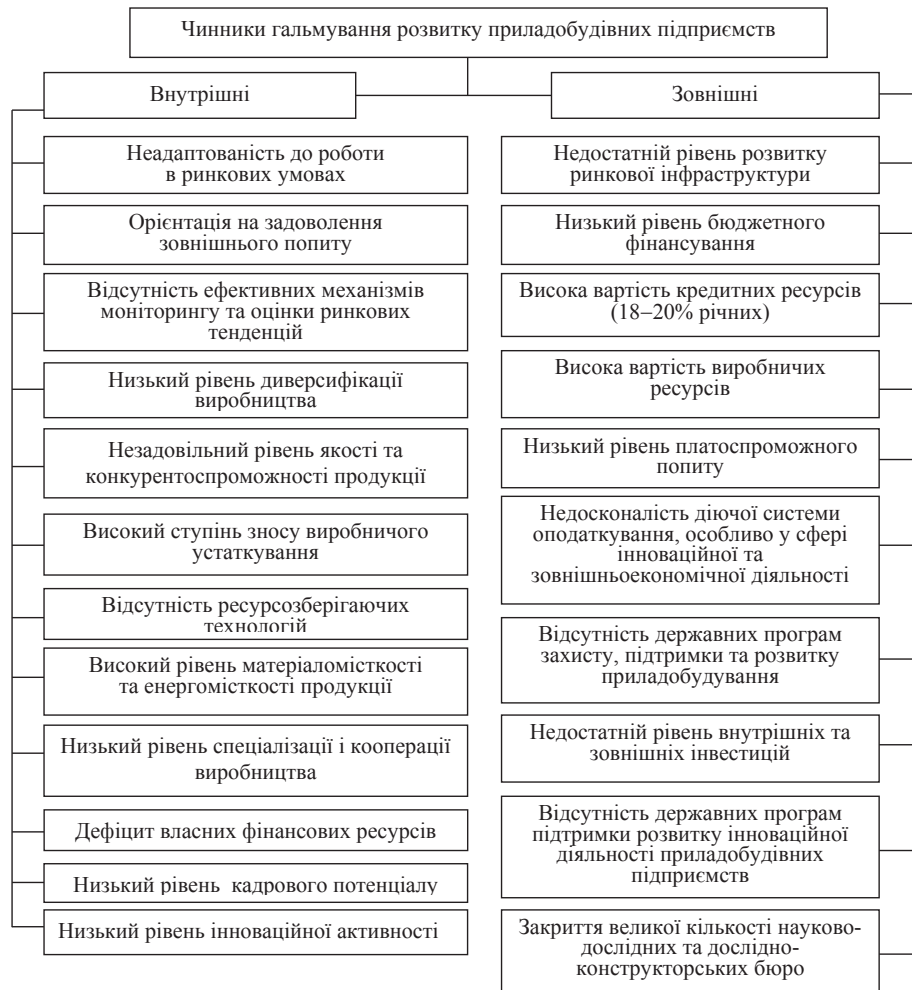 Чинники гальмування розвитку приладобудівних підприємств
Внутрішні
Неадаптованість до роботи
в ринкових умовах
Орієнтація на задоволення
зовнішнього попиту
Відсутність ефективних механізмів
моніторингу та оцінки ринкових
тенденцій
Низький рівень диверсифікації
виробництва
Незадовільний рівень якості та
конкурентоспроможності продукції
Високий ступінь зносу виробничого
устаткування
Відсутність ресурсозберігаючих
технологій
Високий рівень матеріаломісткості
та енергомісткості продукції
Низький рівень спеціалізації і кооперації
виробництва
Дефіцит власних фінансових ресурсів
Низький рівень кадрового потенціалу
Низький рівень інноваційної активності
Зовнішні
Недостатній рівень розвитку
ринкової інфраструктури
Низький рівень бюджетного
фінансування
Висока вартість кредитних ресурсів
(18–20% річних)
Висока вартість виробничих
ресурсів
Низький рівень платоспроможного
попиту
Недосконалість діючої системи
оподаткування, особливо у сфері
інноваційної та
зовнішньоекономічної діяльності
Відсутність державних програм
захисту, підтримки та розвитку
приладобудування
Недостатній рівень внутрішніх та
зовнішніх інвестицій
Відсутність державних програм
підтримки розвитку інноваційної
діяльності приладобудівних
підприємств
Закриття великої кількості науково-
дослідних та дослідно-
конструкторських бюро